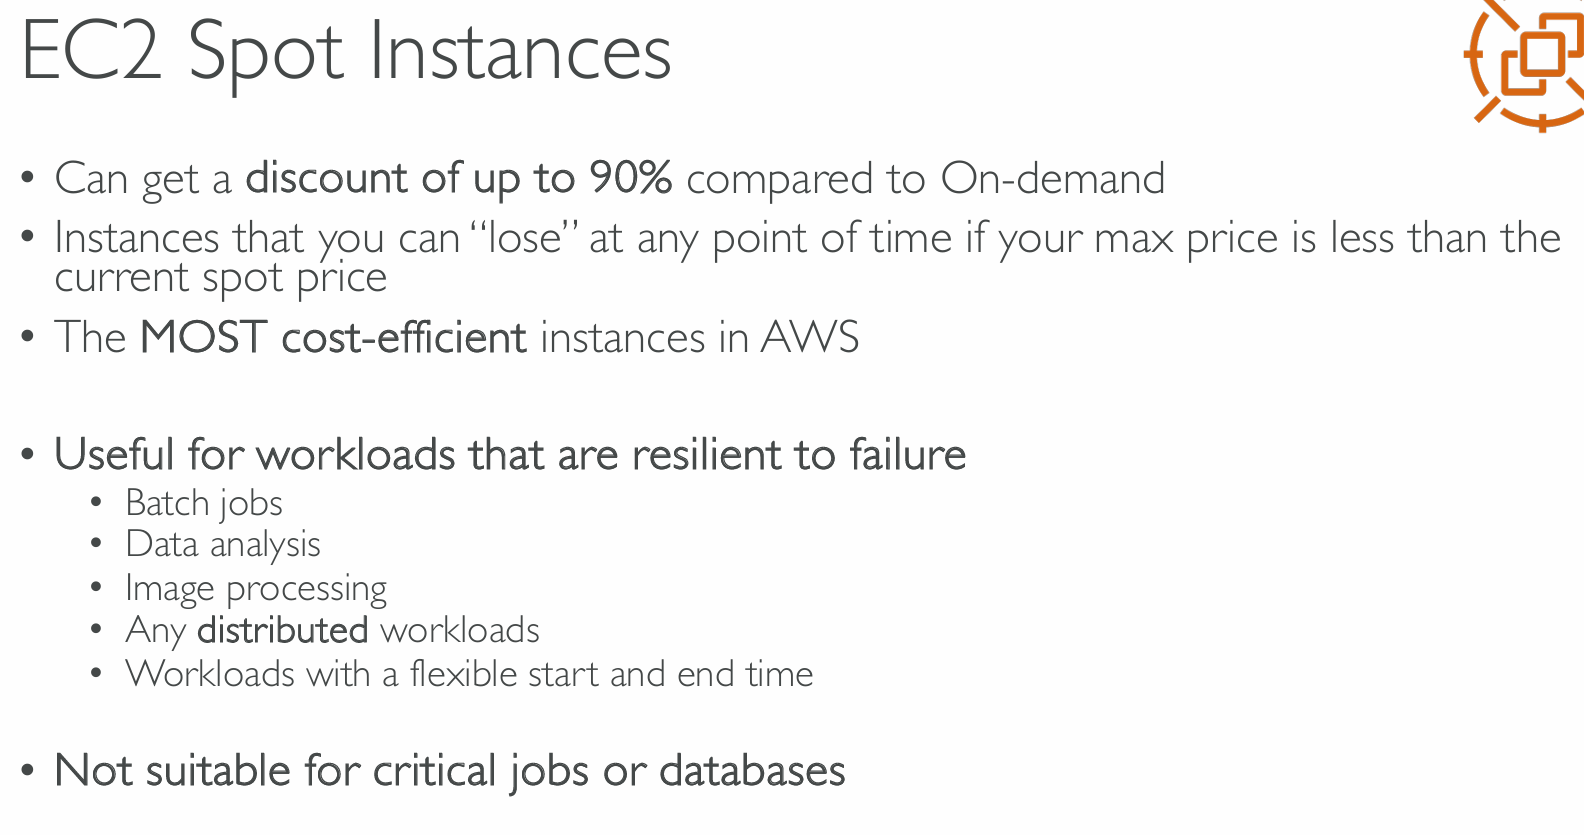 EC2 Spot Instances
• Can get a discount of up to 90% compared to On-demand
• Instances that you can “lose” at any point of time if your max price is less than the
current spot price
• The MOST cost-efficient instances in AWS
• Useful for workloads that are resilient to failure
• Batch jobs
• Data analysis
• Image processing
• Any distributed workloads
• Workloads with a flexible start and end time
• Not suitable for critical jobs or databases